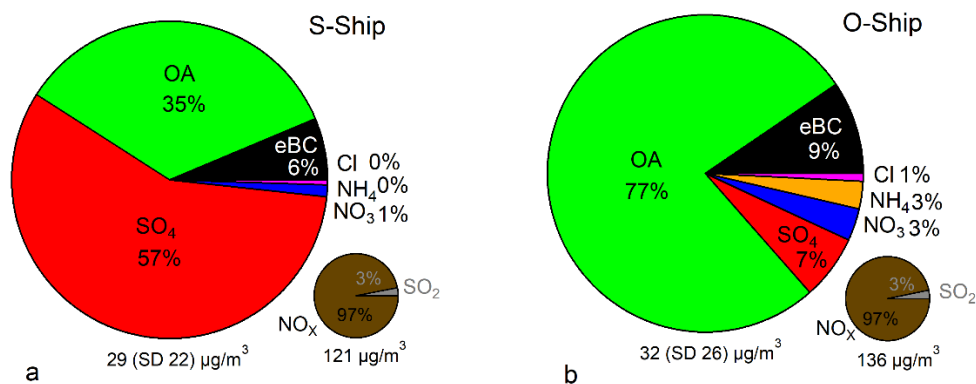 S-Ship
OA
35%
eBC
6%
Cl 0%
NH₄ 0%
NO₃ 1%
SO₄
57%
3%
SO₂
97%
NOₓ
29 (SD 22) µg/m³
121 µg/m³
a
O-Ship
OA
77%
eBC
9%
Cl 1%
NH₄ 3%
NO₃ 3%
SO₄
7%
3%
SO₂
97%
NOₓ
32 (SD 26) µg/m³
136 µg/m³
b